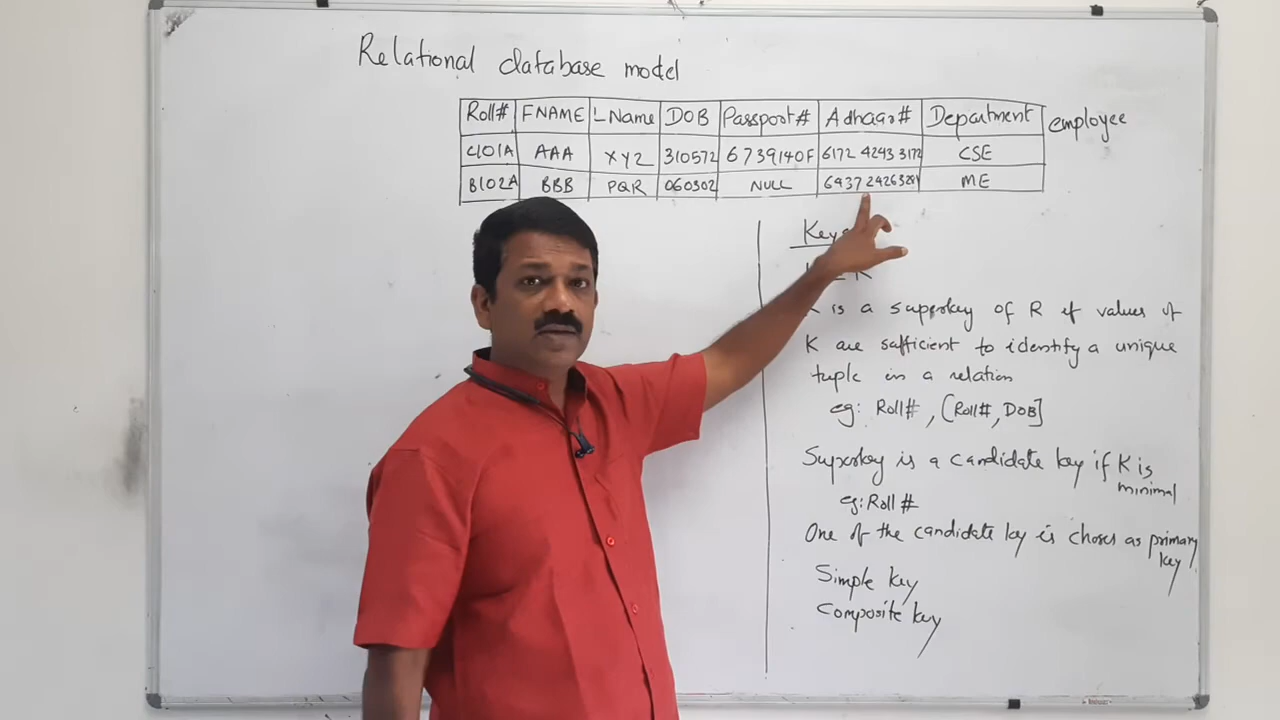 Relational database model
Roll# FNAME LName DOB Passport# Adhaar# Department employee
C101A AAA XYZ 310572 6739140F 6172 4243 3172 CSE
B102A BBB PQR 060302 NULL ME
is a superkey of R if values of
K are sufficient to identify a unique
tuple in a relation
eg: Roll#, [Roll#, DOB]
Superkey is a candidate key if K is
minimal
eg: Roll#
One of the candidate key is chosen as primary
key
Simple key
Composite key